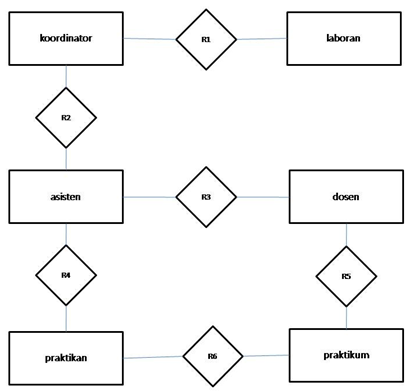 koordinator
R1
laboran
R2
asisten
R3
dosen
R4
R5
praktikan
R6
praktikum